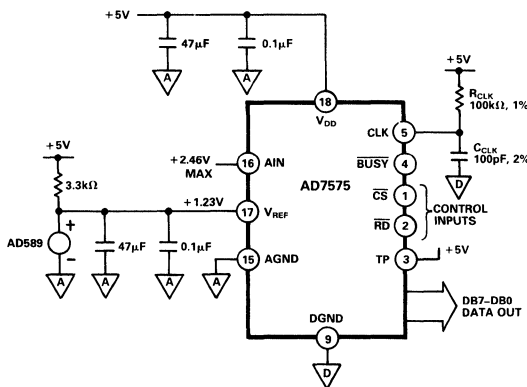 +5V
47μF
0.1μF
A
A
+5V
RCLK
100kΩ, 1%
18
VDD
CLK
5
CCLK
100pF, 2%
D
+5V
3.3kΩ
+2.46V
MAX
16
AIN
BUSY
4
AD7575
+1.23V
17
VREF
CS
1
CONTROL
INPUTS
RD
2
AD589
+
-
47μF
0.1μF
15
AGND
TP
3
+5V
A
A
A
A
DB7–DB0
DATA OUT
DGND
9
D